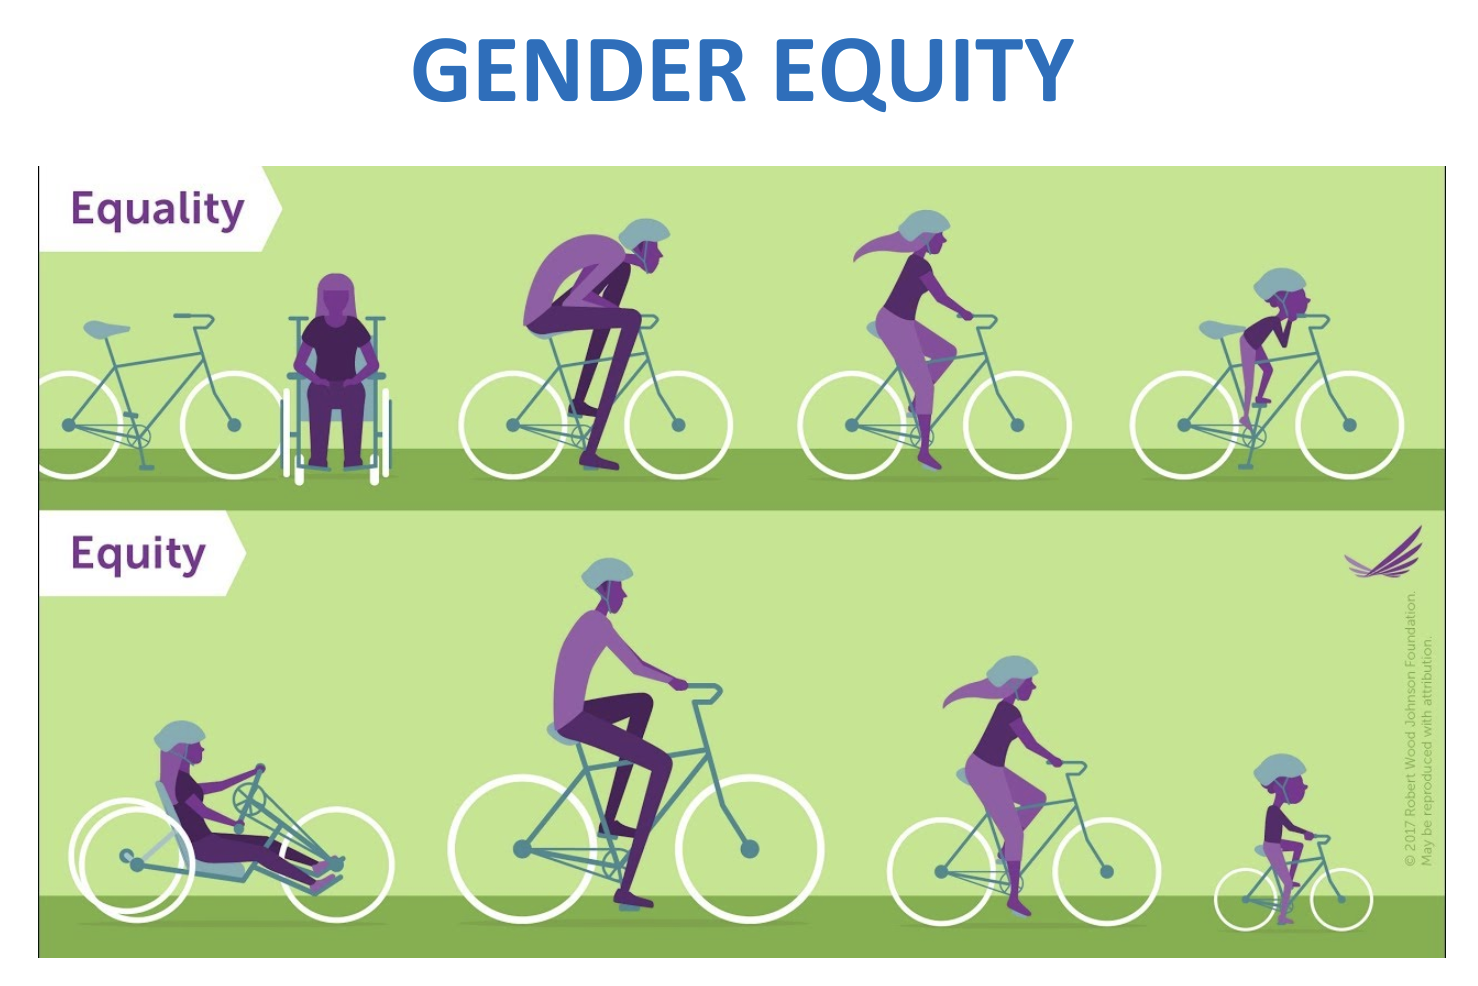 GENDER EQUITY
Equality
Equity
© 2017 Robert Wood Johnson Foundation.
May be reproduced with attribution.